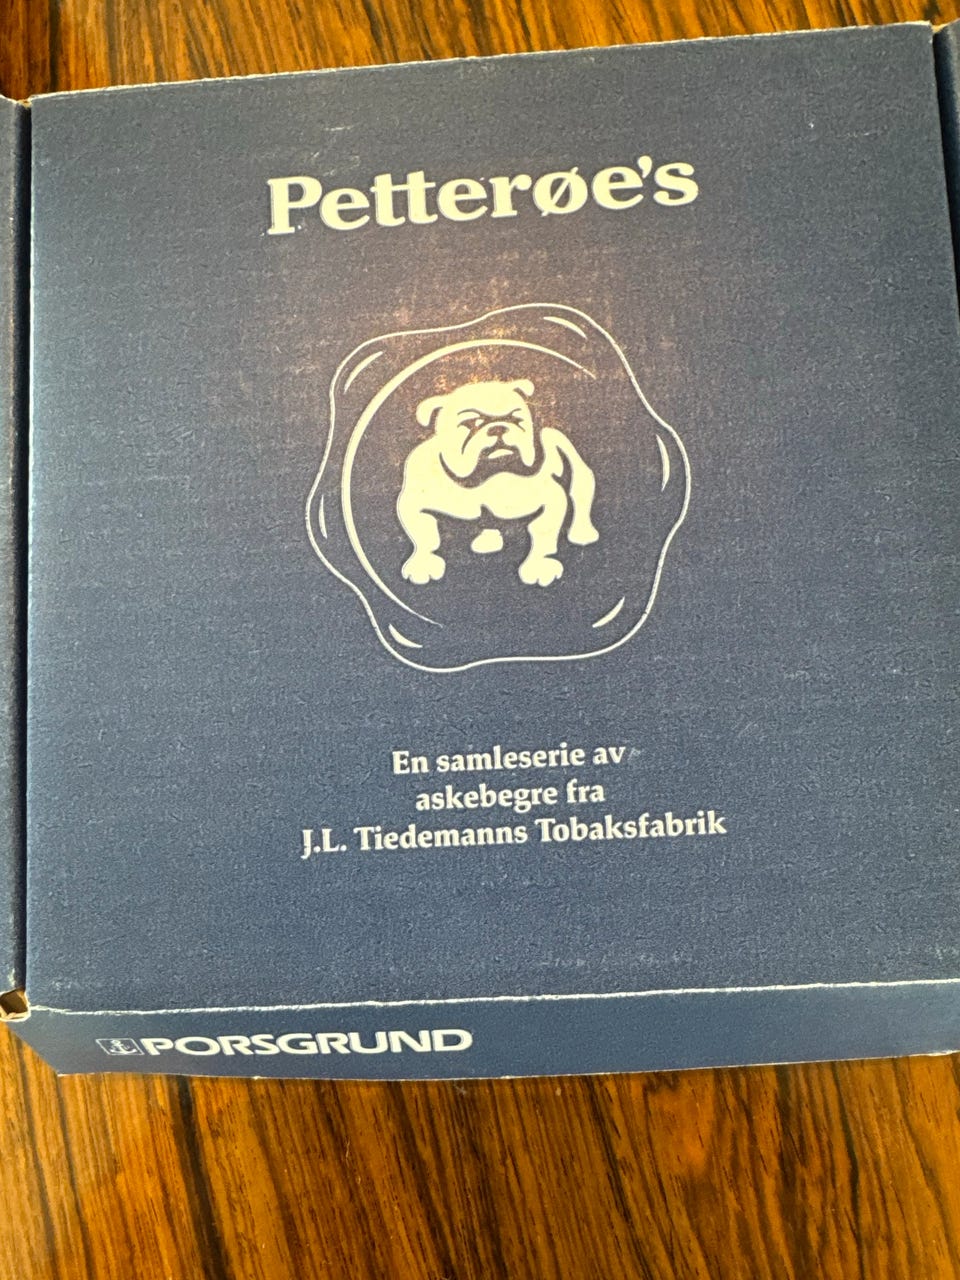 Petterøe's
En samleserie av
askebegre fra
J.L. Tiedemanns Tobaksfabrik
PORSGRUND